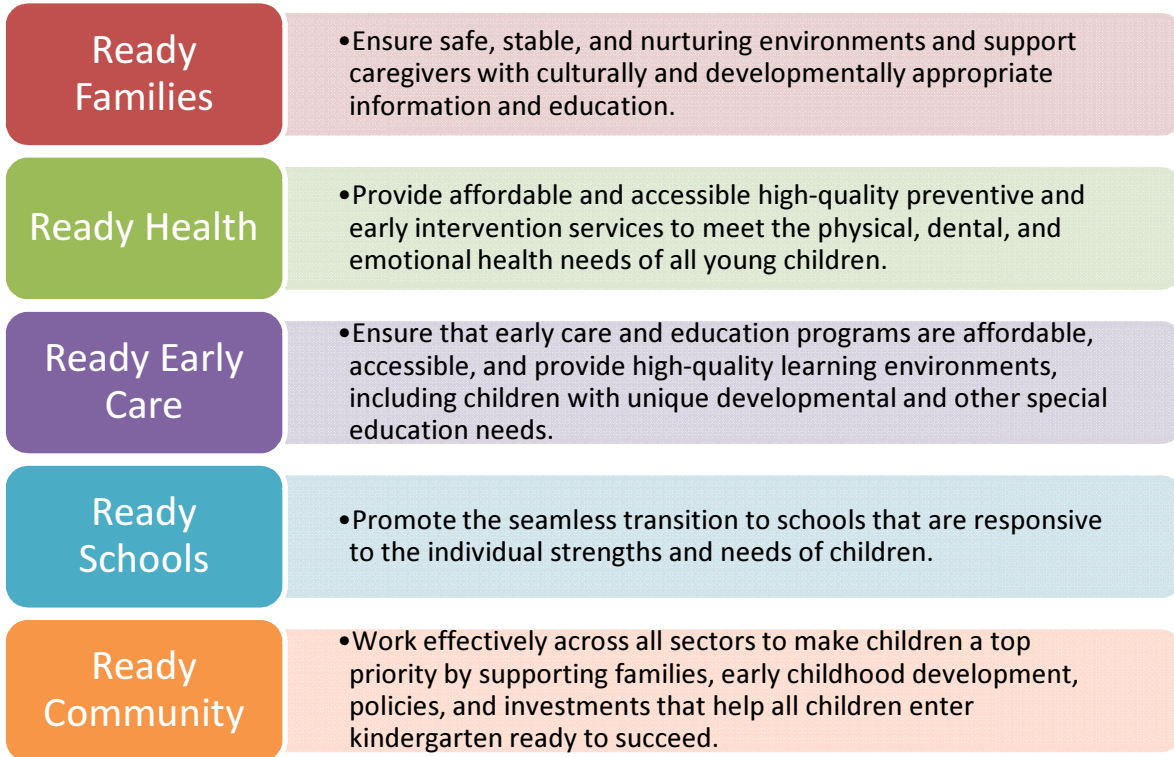 Ready
Families
•Ensure safe, stable, and nurturing environments and support
caregivers with culturally and developmentally appropriate
information and education.
Ready Health
•Provide affordable and accessible high-quality preventive and
early intervention services to meet the physical, dental, and
emotional health needs of all young children.
Ready Early
Care
•Ensure that early care and education programs are affordable,
accessible, and provide high-quality learning environments,
including children with unique developmental and other special
education needs.
Ready
Schools
•Promote the seamless transition to schools that are responsive
to the individual strengths and needs of children.
Ready
Community
•Work effectively across all sectors to make children a top
priority by supporting families, early childhood development,
policies, and investments that help all children enter
kindergarten ready to succeed.